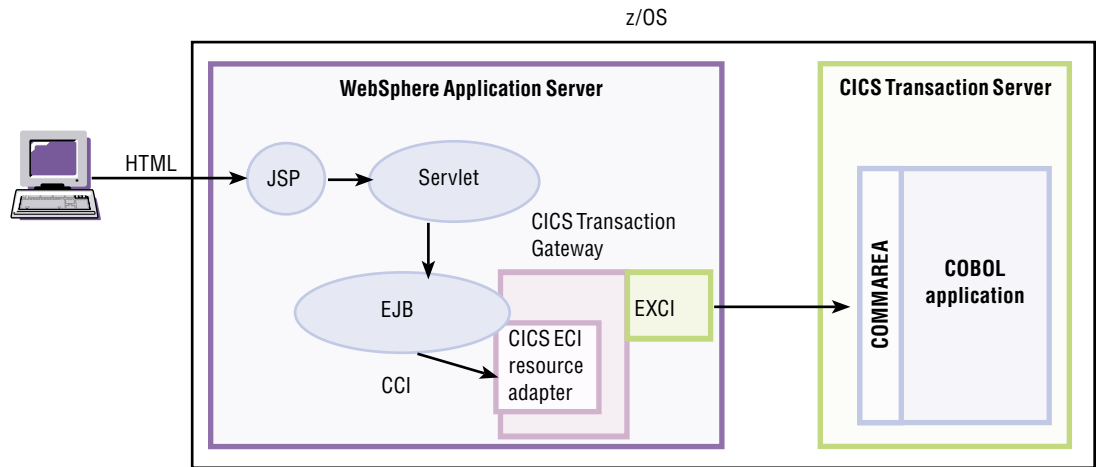 z/OS
WebSphere Application Server
CICS Transaction Server
HTML
JSP
Servlet
CICS Transaction
Gateway
EJB
EXCI
CICS ECI
resource
adapter
CCI
COMMAREA
COBOL
application